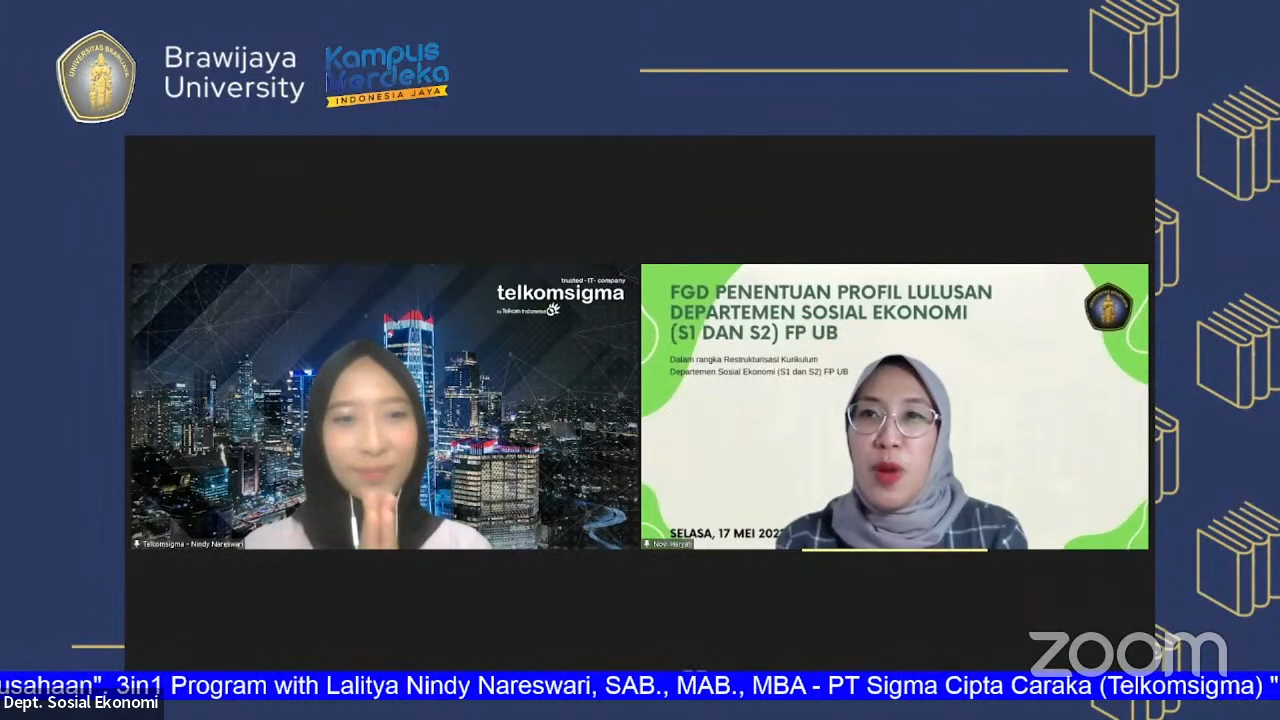 UNIVERSITAS BRAWIJAYA
Brawijaya
University
Kampus
Merdeka
INDONESIA JAYA
trusted - IT - company
telkomsigma
by Telkom Indonesia
Telkomsigma - Nindy Nareswari
FGD PENENTUAN PROFIL LULUSAN
DEPARTEMEN SOSIAL EKONOMI
(S1 DAN S2) FP UB
Dalam rangka Restrukturisasi Kurikulum
Departemen Sosial Ekonomi (S1 dan S2) FP UB
SELASA, 17 MEI 202
Novi Haryati
zoom
usahaan". 3in1 Program with Lalitya Nindy Nareswari, SAB., MAB., MBA - PT Sigma Cipta Caraka (Telkomsigma) "
Dept. Sosial Ekonomi